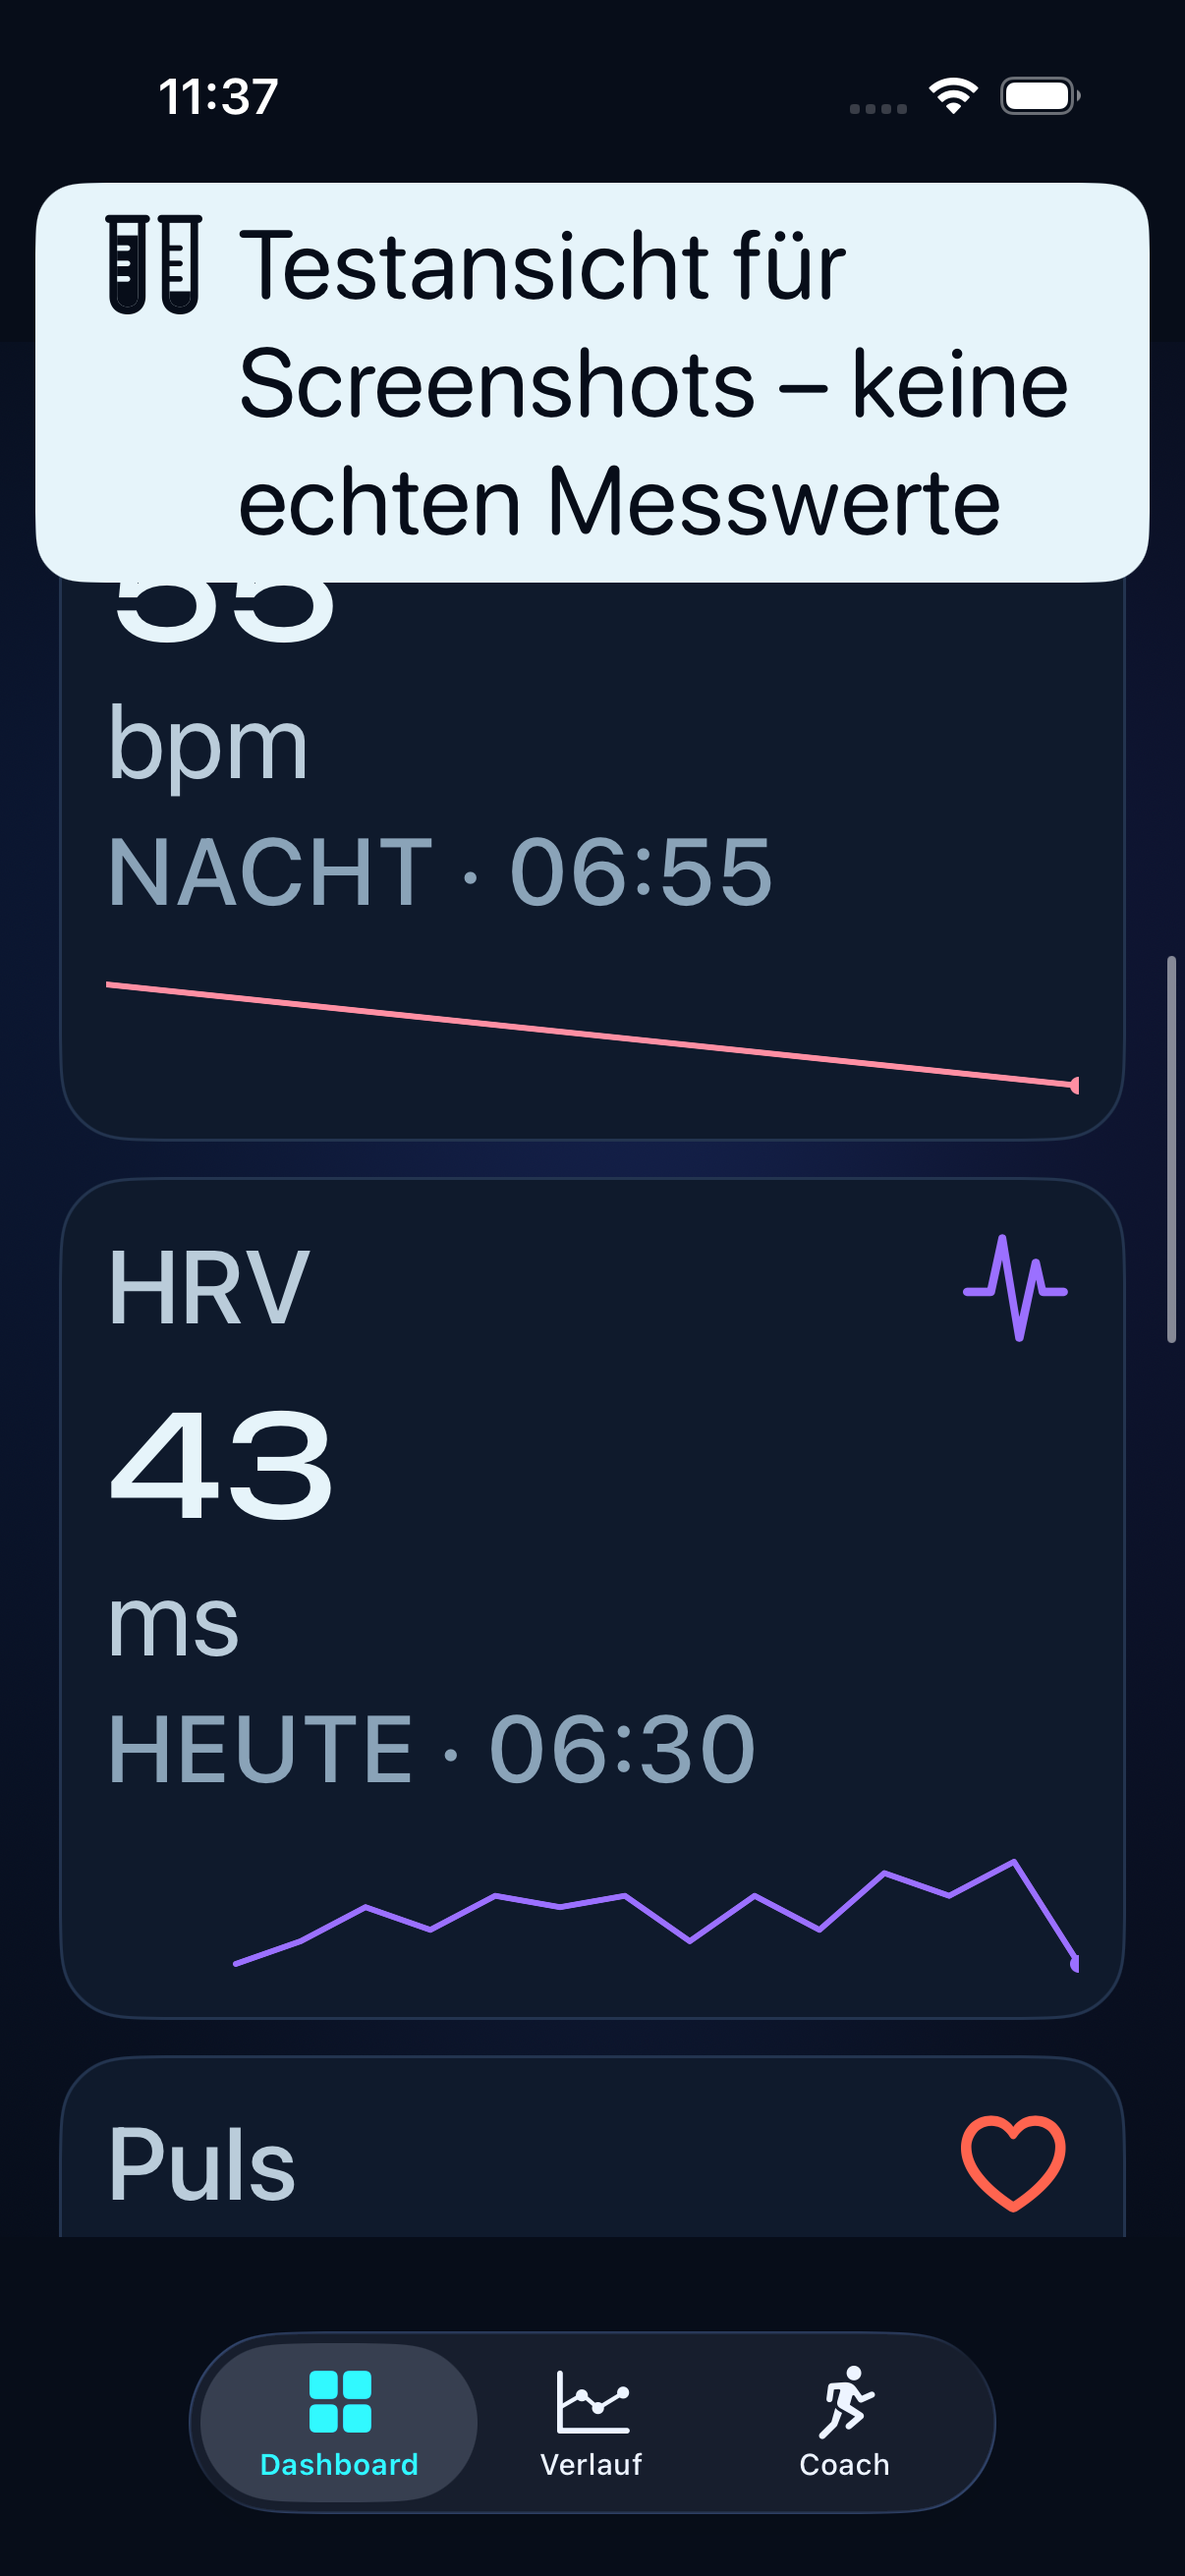 11:37
Testansicht für
Screenshots – keine
echten Messwerte
55
bpm
NACHT · 06:55
HRV
43
ms
HEUTE · 06:30
Puls
Dashboard
Verlauf
Coach